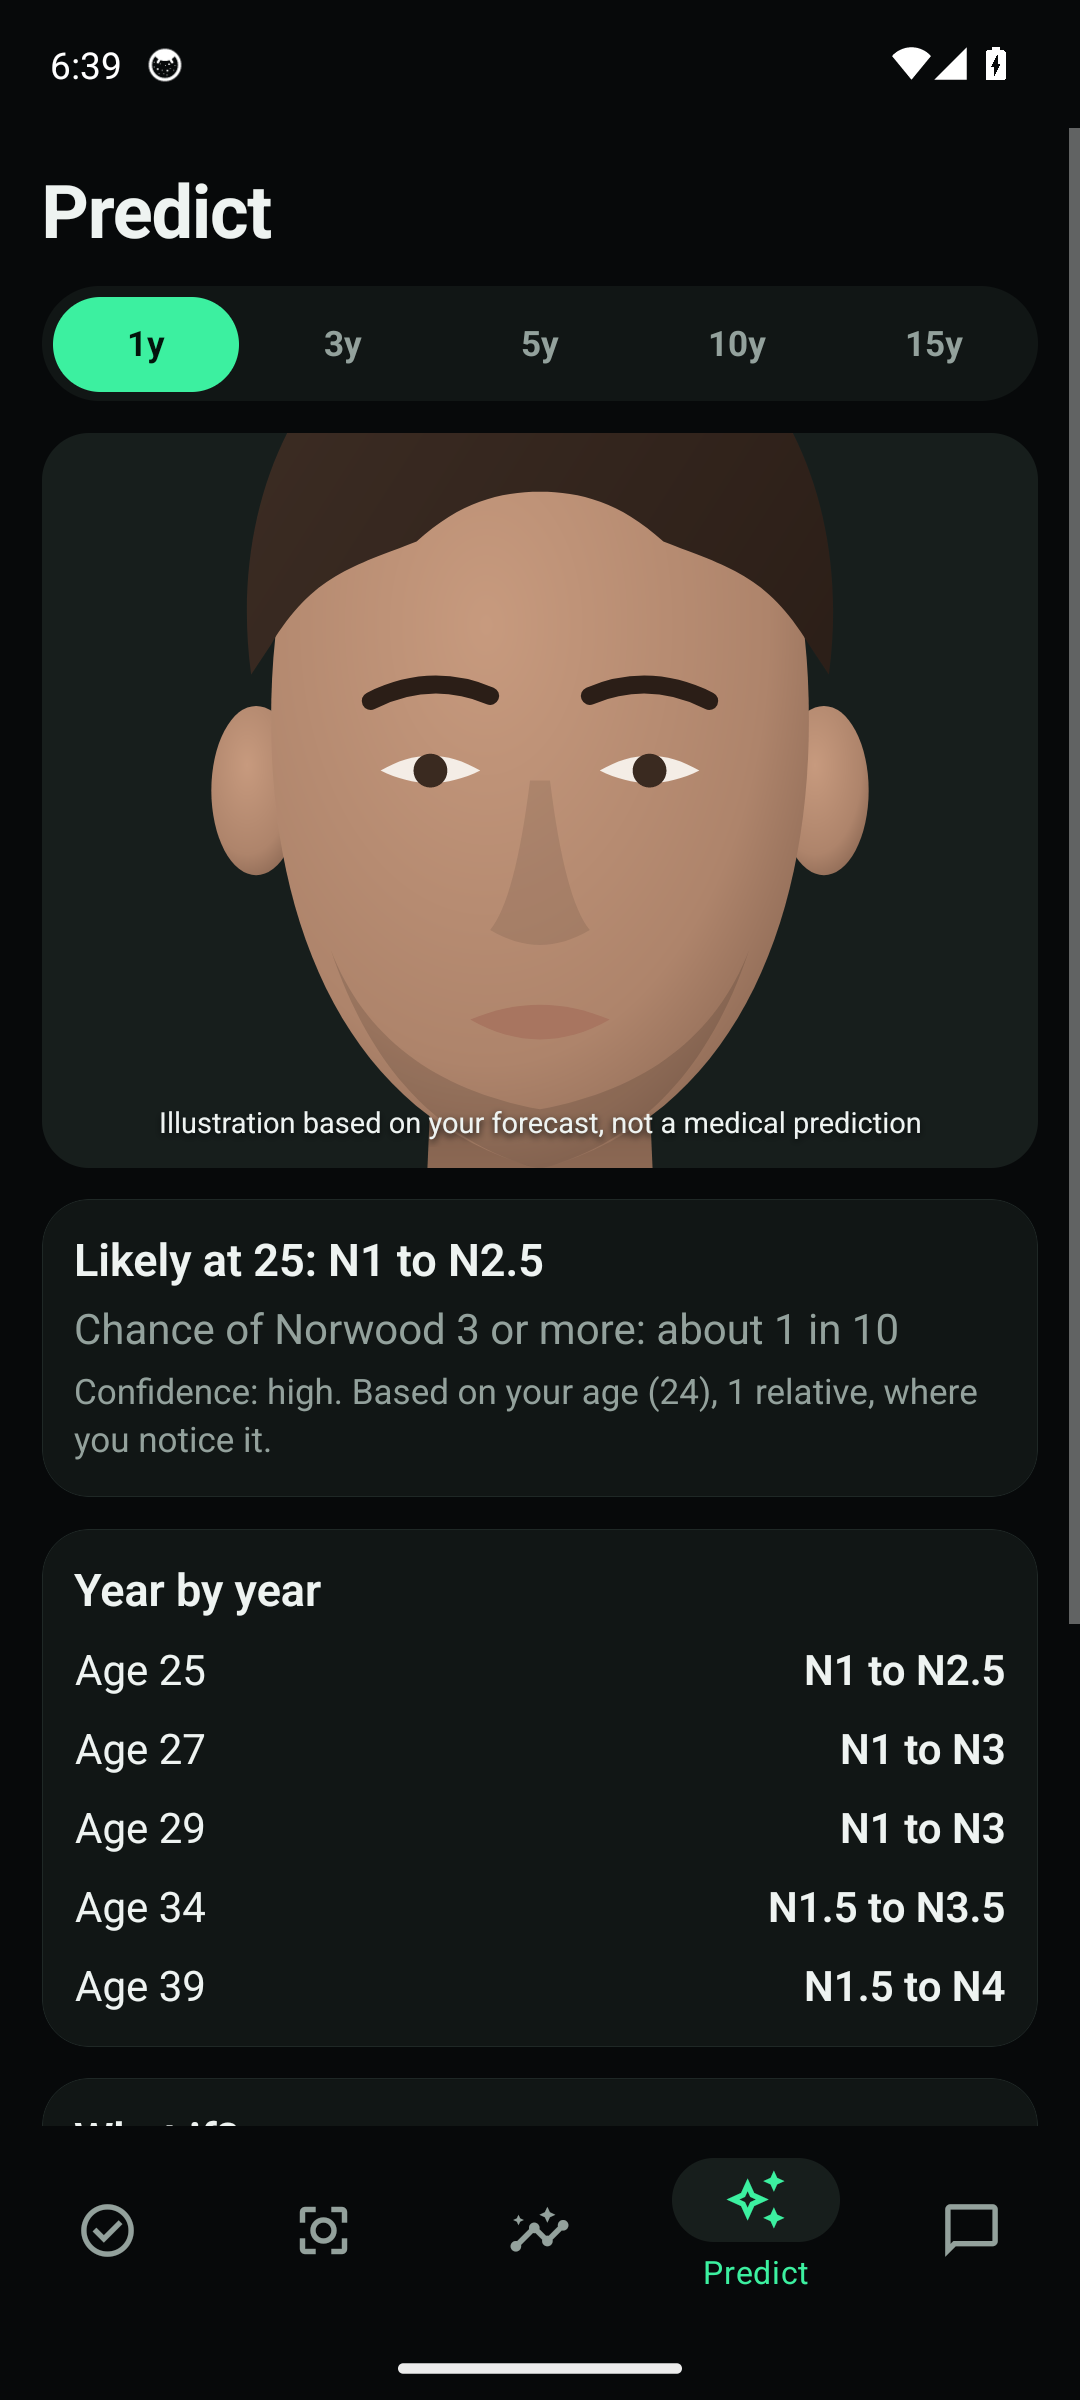 6:39
Predict
1y 3y 5y 10y 15y
Illustration based on your forecast, not a medical prediction
Likely at 25: N1 to N2.5
Chance of Norwood 3 or more: about 1 in 10
Confidence: high. Based on your age (24), 1 relative, where
you notice it.
Year by year
Age 25 N1 to N2.5
Age 27 N1 to N3
Age 29 N1 to N3
Age 34 N1.5 to N3.5
Age 39 N1.5 to N4
What if?
Predict